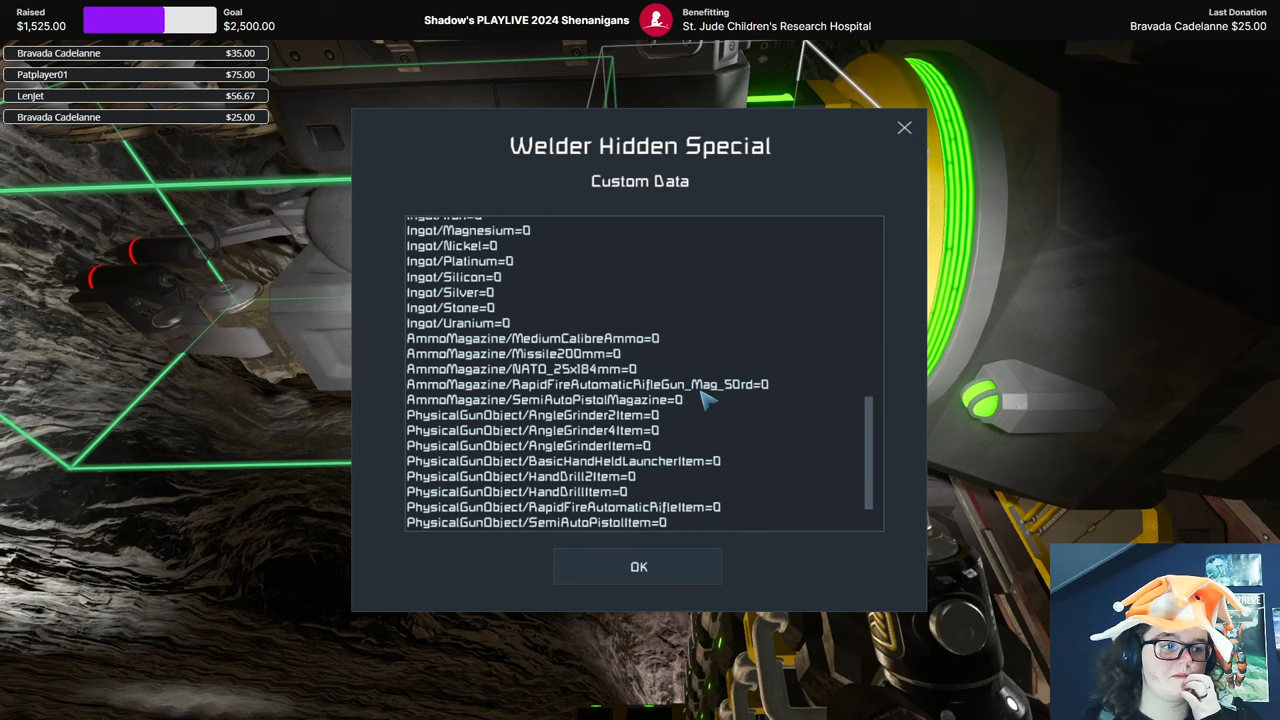 Raised
$1,525.00
Goal
$2,500.00
Shadow's PLAYLIVE 2024 Shenanigans
Benefitting
St. Jude Children's Research Hospital
Last Donation
Bravada Cadelanne $25.00
Bravada Cadelanne $35.00
Patplayer01 $75.00
LenJet $56.67
Bravada Cadelanne $25.00
Welder Hidden Special
Custom Data
Ingot/Iron=0
Ingot/Magnesium=0
Ingot/Nickel=0
Ingot/Platinum=0
Ingot/Silicon=0
Ingot/Silver=0
Ingot/Stone=0
Ingot/Uranium=0
AmmoMagazine/MediumCalibreAmmo=0
AmmoMagazine/Missile200mm=0
AmmoMagazine/NATO_25x184mm=0
AmmoMagazine/RapidFireAutomaticRifleGun_Mag_50rd=0
AmmoMagazine/SemiAutoPistolMagazine=0
PhysicalGunObject/AngleGrinder2Item=0
PhysicalGunObject/AngleGrinder4Item=0
PhysicalGunObject/AngleGrinderItem=0
PhysicalGunObject/BasicHandHeldLauncherItem=0
PhysicalGunObject/HandDrill2Item=0
PhysicalGunObject/HandDrillItem=0
PhysicalGunObject/RapidFireAutomaticRifleItem=0
PhysicalGunObject/SemiAutoPistolItem=0
OK